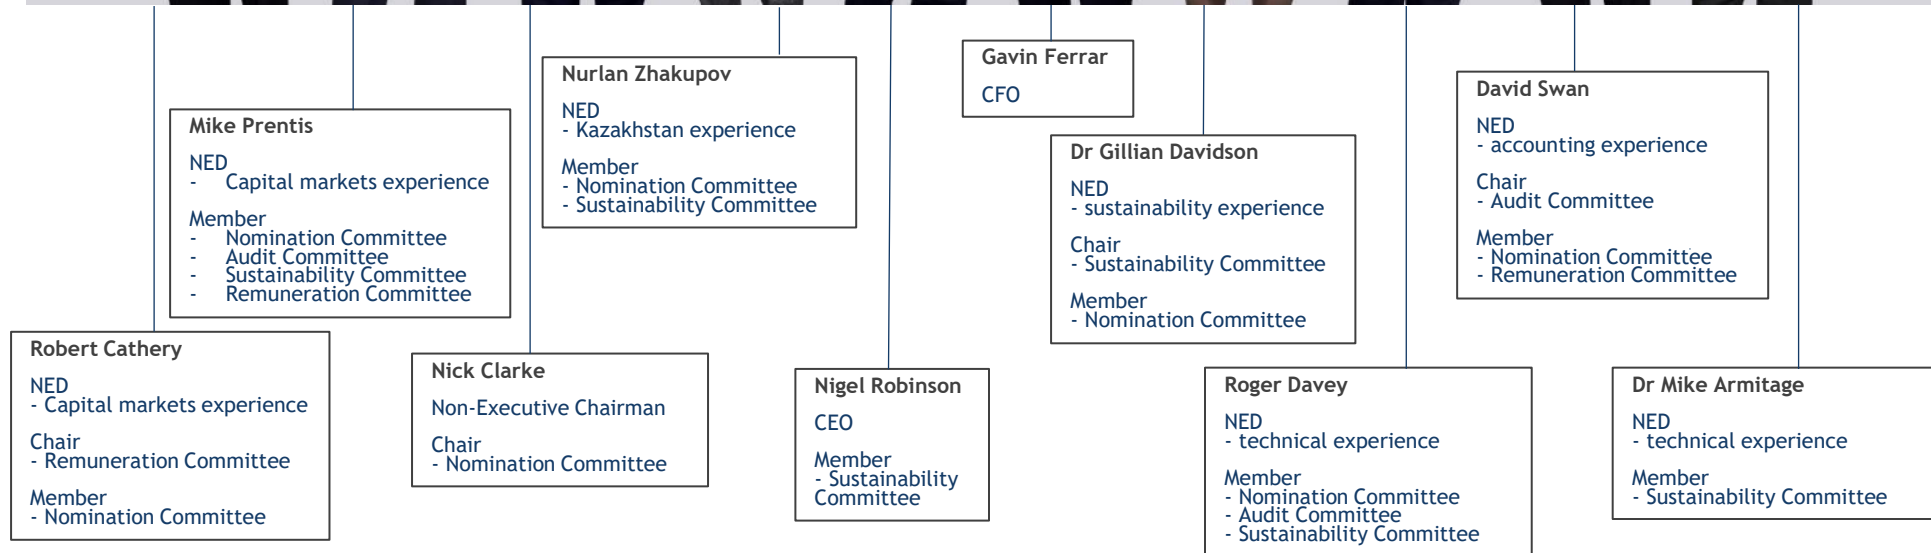 Robert Cathery
NED
- Capital markets experience
Chair
- Remuneration Committee
Member
- Nomination Committee
Mike Prentis
NED
- Capital markets experience
Member
- Nomination Committee
- Audit Committee
- Sustainability Committee
- Remuneration Committee
Nick Clarke
Non-Executive Chairman
Chair
- Nomination Committee
Nurlan Zhakupov
NED
- Kazakhstan experience
Member
- Nomination Committee
- Sustainability Committee
Nigel Robinson
CEO
Member
- Sustainability
Committee
Gavin Ferrar
CFO
Dr Gillian Davidson
NED
- sustainability experience
Chair
- Sustainability Committee
Member
- Nomination Committee
Roger Davey
NED
- technical experience
Member
- Nomination Committee
- Audit Committee
- Sustainability Committee
David Swan
NED
- accounting experience
Chair
- Audit Committee
Member
- Nomination Committee
- Remuneration Committee
Dr Mike Armitage
NED
- technical experience
Member
- Sustainability Committee